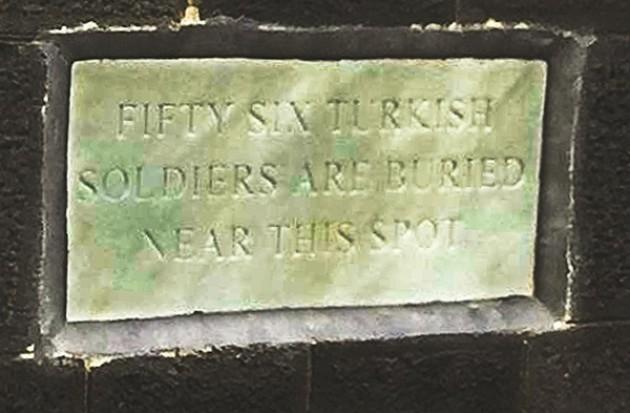 FIFTY SIX TURKISH
SOLDIERS ARE BURIED
NEAR THIS SPOT